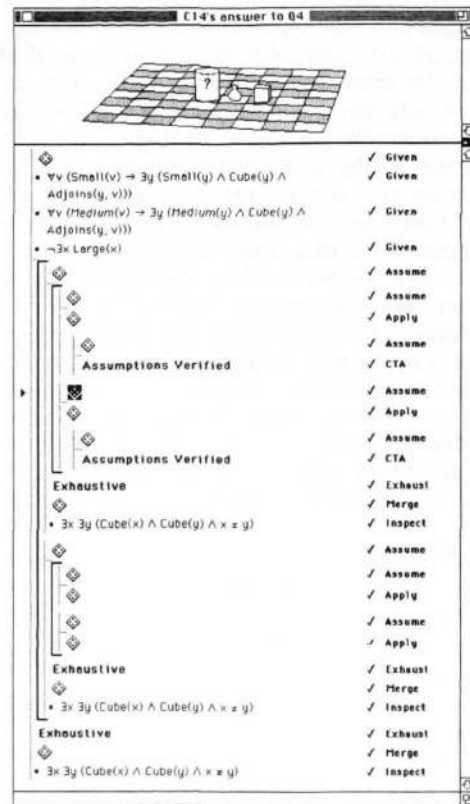 C14's answer to Q4
?
✓ Given
• ∀v (Small(v) → ∃y (Small(y) ∧ Cube(y) ∧ ✓ Given
Adjoins(y, v)))
• ∀v (Medium(v) → ∃y (Medium(y) ∧ Cube(y) ∧ ✓ Given
Adjoins(y, v)))
• ¬∃x Large(x) ✓ Given
✓ Assume
✓ Assume
✓ Apply
✓ Assume
Assumptions Verified ✓ CTA
✓ Assume
✓ Apply
✓ Assume
Assumptions Verified ✓ CTA
Exhaustive ✓ Exhaust
✓ Merge
• ∃x ∃y (Cube(x) ∧ Cube(y) ∧ x ≠ y) ✓ Inspect
✓ Assume
✓ Assume
✓ Apply
✓ Assume
✓ Apply
Exhaustive ✓ Exhaust
✓ Merge
• ∃x ∃y (Cube(x) ∧ Cube(y) ∧ x ≠ y) ✓ Inspect
Exhaustive ✓ Exhaust
✓ Merge
• ∃x ∃y (Cube(x) ∧ Cube(y) ∧ x ≠ y) ✓ Inspect